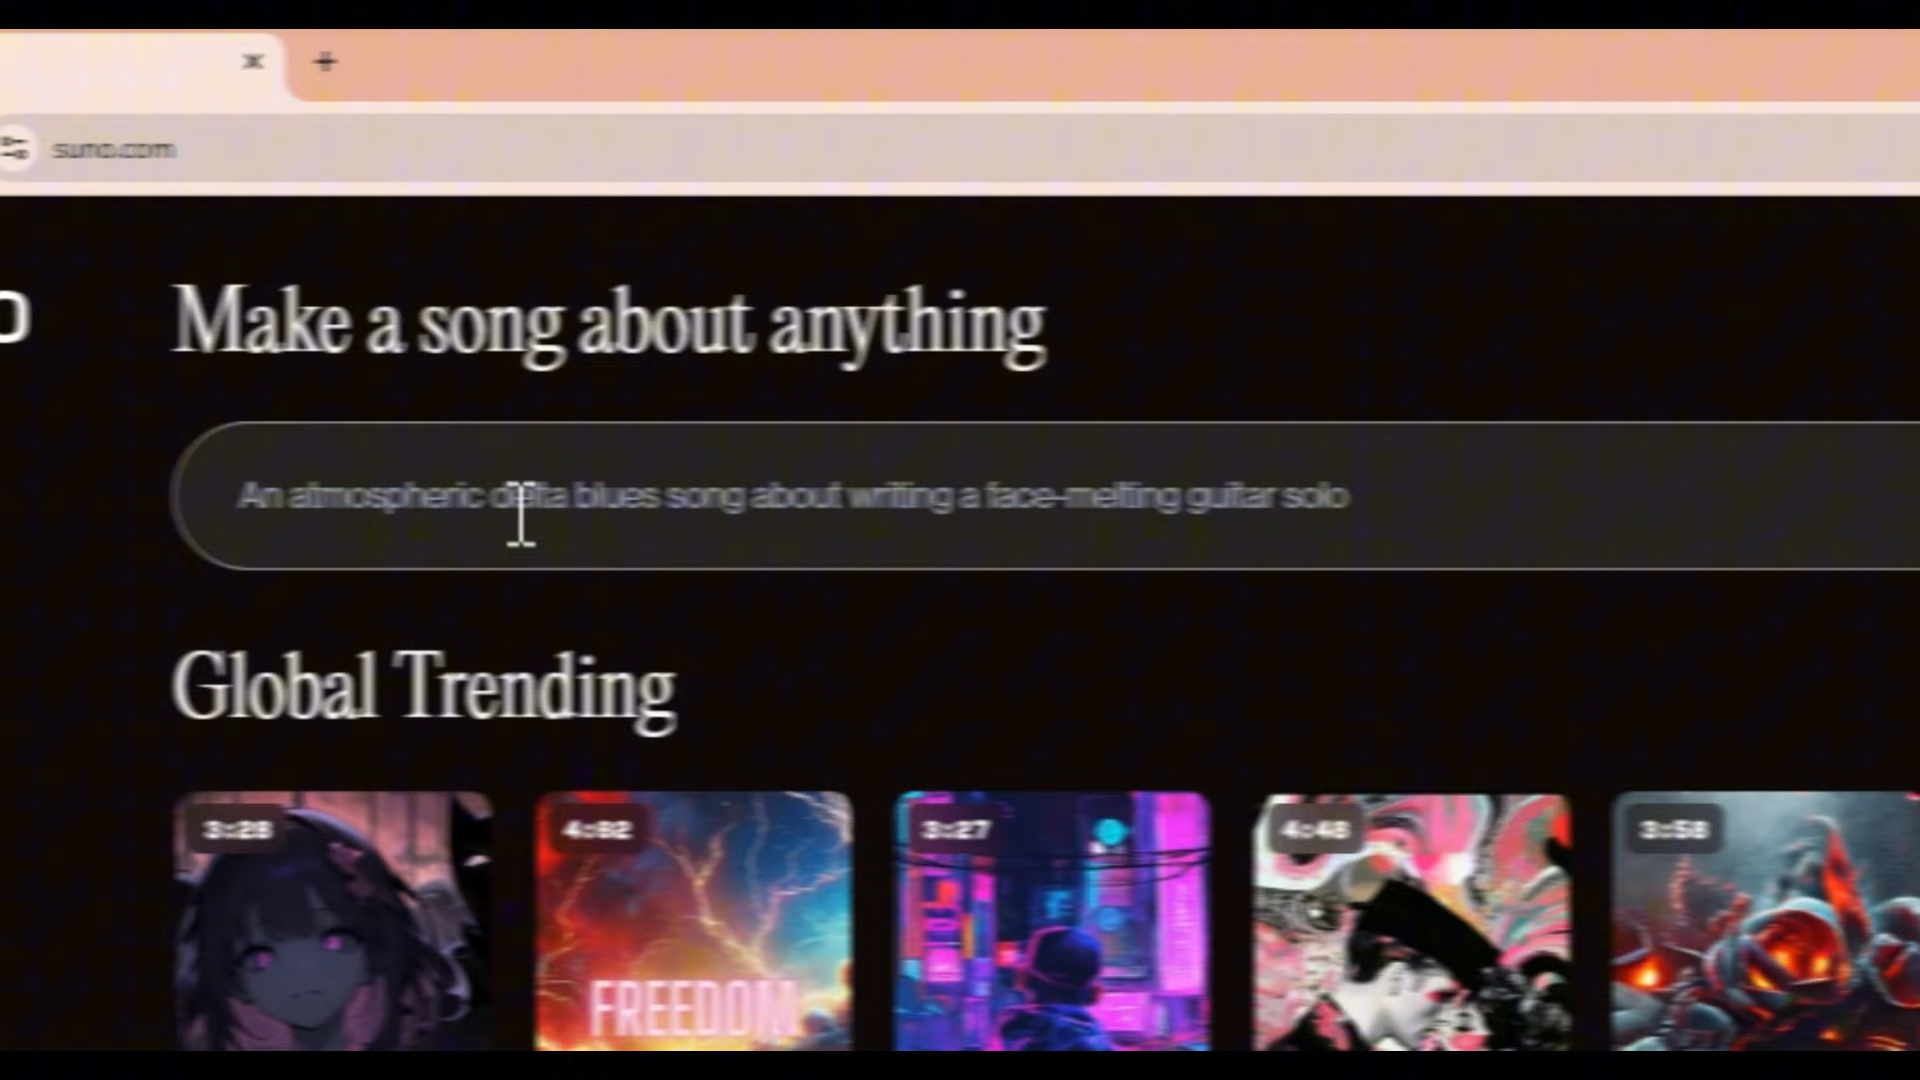 suno.com
Make a song about anything
An atmospheric delta blues song about writing a face-melting guitar solo
Global Trending
3:28
4:02
3:27
4:48
3:58
FREEDOM